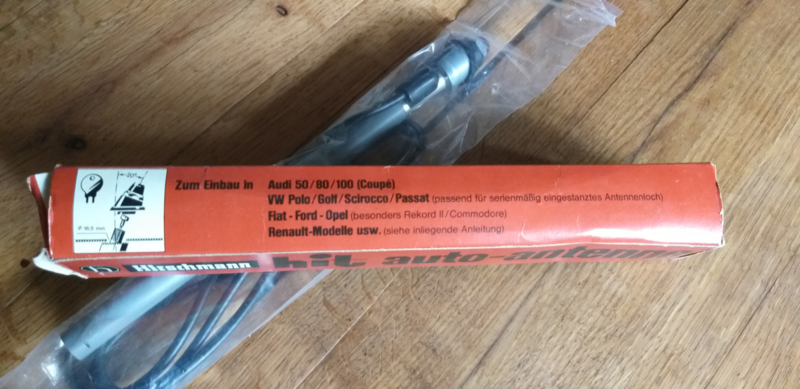 Zum Einbau in Audi 50/80/100 (Coupé)
VW Polo/Golf/Scirocco/Passat (passend für serienmäßig eingestanztes Antennenloch)
Fiat-Ford-Opel (besonders Rekord II/Commodore)
Renault-Modelle usw. (siehe inliegende Anleitung)
Hirschmann hit auto-antenne